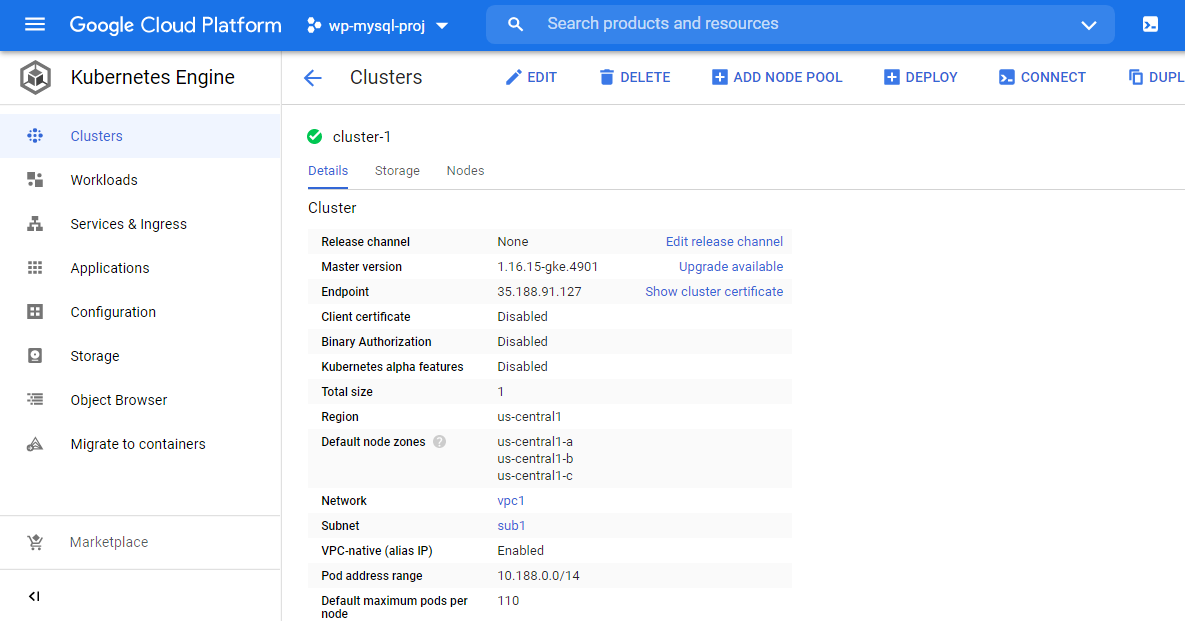 Google Cloud Platform wp-mysql-proj Search products and resources
Kubernetes Engine
Clusters EDIT DELETE ADD NODE POOL DEPLOY CONNECT DUPL
Clusters
Workloads
Services & Ingress
Applications
Configuration
Storage
Object Browser
Migrate to containers
Marketplace
cluster-1
Details Storage Nodes
Cluster
Release channel None Edit release channel
Master version 1.16.15-gke.4901 Upgrade available
Endpoint 35.188.91.127 Show cluster certificate
Client certificate Disabled
Binary Authorization Disabled
Kubernetes alpha features Disabled
Total size 1
Region us-central1
Default node zones ? us-central1-a
us-central1-b
us-central1-c
Network vpc1
Subnet sub1
VPC-native (alias IP) Enabled
Pod address range 10.188.0.0/14
Default maximum pods per 110
node